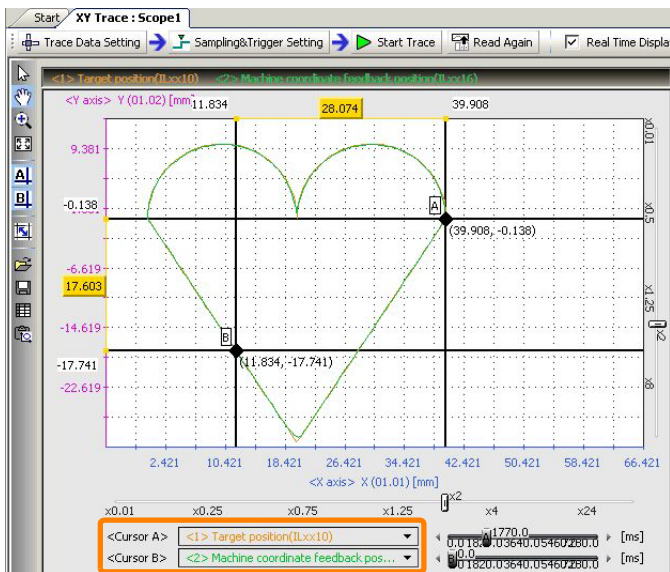 Start XY Trace : Scope1
Trace Data Setting Sampling&Trigger Setting Start Trace Read Again Real Time Displa
<1> Target position(ILxx10) <2> Machine coordinate feedback position(ILxx16)
<Y axis> Y (01.02) [mm] 11.834 28.074 39.908
x0.01
9.381
A
-0.138
x0.5
(39.908, -0.138)
-6.619
17.603
x1.25
-14.619
B
x2
-17.741
(11.834, -17.741)
-22.619
x8
2.421 10.421 18.421 26.421 34.421 42.421 50.421 58.421 66.421
<X axis> X (01.01) [mm]
x2
x0.01 x0.25 x0.75 x1.25 x4 x24
<Cursor A> <1> Target position(ILxx10) 1770.0 [ms]
<Cursor B> <2> Machine coordinate feedback pos... 0.0 [ms]